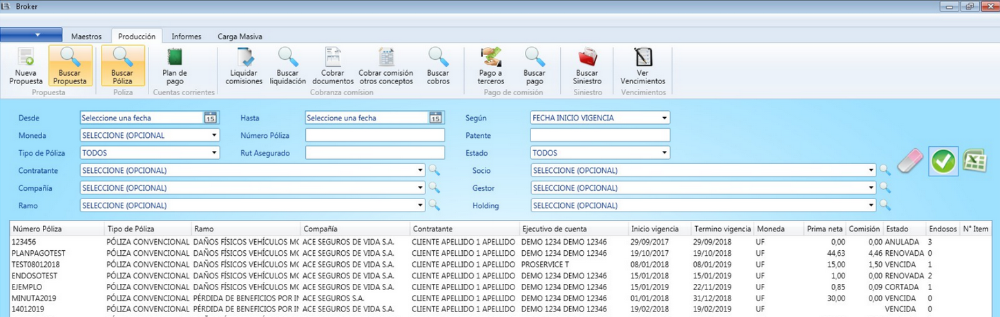 Broker
Maestros Producción Informes Carga Masiva
Nueva Propuesta
Buscar Propuesta
Buscar Póliza
Plan de pago
Liquidar comisiones
Buscar liquidación
Cobrar documentos
Cobrar comisión otros conceptos
Buscar cobros
Pago a terceros
Buscar pago
Buscar Siniestro
Ver Vencimientos
Propuesta Poliza Cuentas corrientes Cobranza comísion Pago de comisión Siniestro Vencimientos
Desde Seleccione una fecha 15 Hasta Seleccione una fecha 15 Según FECHA INICIO VIGENCIA
Moneda SELECCIONE (OPCIONAL Número Póliza Patente
Tipo de Póliza TODOS Rut Asegurado Estado TODOS
Contratante SELECCIONE (OPCIONAL) Socio SELECCIONE (OPCIONAL)
Compañía SELECCIONE (OPCIONAL) Gestor SELECCIONE (OPCIONAL)
Ramo SELECCIONE (OPCIONAL) Holding SELECCIONE (OPCIONAL)
Número Póliza Tipo de Póliza Ramo Compañía Contratante Ejecutivo de cuenta Inicio vigencia Termino vigencia Moneda Prima neta Comisión Estado Endosos N° Item
123456 PÓLIZA CONVENCIONAL DAÑOS FÍSICOS VEHÍCULOS ACE SEGUROS DE VIDA S.A. CLIENTE APELLIDO 1 APELLIDO DEMO 1234 DEMO 12346 29/09/2017 29/09/2018 UF 0,00 0,00 ANULADA 3
PLANPAGOTEST PÓLIZA CONVENCIONAL DAÑOS FÍSICOS VEHÍCULOS ACE SEGUROS DE VIDA S.A. CLIENTE APELLIDO 1 APELLIDO DEMO 1234 DEMO 12346 19/10/2017 19/10/2018 UF 44,63 4,46 RENOVADA 0
TEST08012018 PÓLIZA CONVENCIONAL DAÑOS FÍSICOS VEHÍCULOS ACE SEGUROS DE VIDA S.A. CLIENTE APELLIDO 1 APELLIDO PROSERVICE T 08/01/2018 08/01/2019 UF 15,00 1,50 VENCIDA 1
ENDOSOTEST PÓLIZA CONVENCIONAL DAÑOS FÍSICOS VEHÍCULOS ACE SEGUROS DE VIDA S.A. CLIENTE APELLIDO 1 APELLIDO DEMO 1234 DEMO 12346 15/01/2018 15/01/2019 UF 1,00 0,00 RENOVADA 2
EJEMPLO PÓLIZA CONVENCIONAL DAÑOS FÍSICOS VEHÍCULOS ACE SEGUROS DE VIDA S.A. CLIENTE APELLIDO 1 APELLIDO DEMO 1234 DEMO 12346 15/01/2019 22/11/2019 UF 0,85 0,09 CORTADA 1
MINUTA2019 PÓLIZA CONVENCIONAL PÉRDIDA DE BENEFICIOS POR ACE SEGUROS S.A. CLIENTE APELLIDO 1 APELLIDO DEMO 1234 DEMO 12346 01/01/2018 31/12/2018 UF 30,00 0,00 VENCIDA 0
14012019 PÓLIZA CONVENCIONAL PÉRDIDA DE BENEFICIOS POR ACE SEGUROS DE VIDA S.A. CLIENTE APELLIDO 1 APELLIDO DEMO 1234 DEMO 12346 19/02/2018 19/02/2019 UF VENCIDA 0